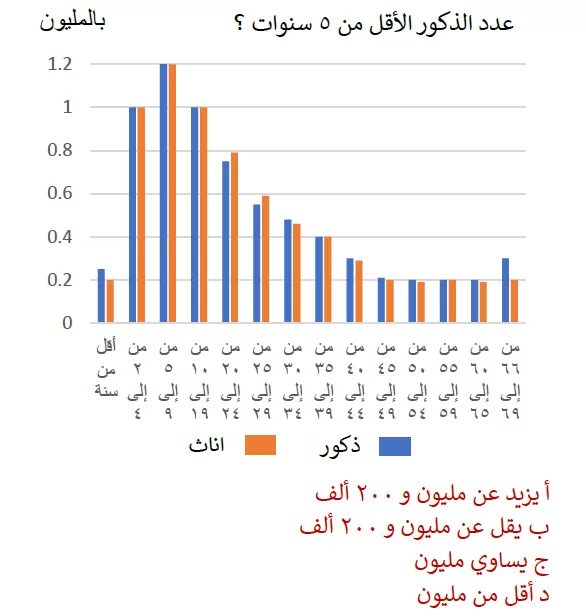 عدد الذكور الأقل من ٥ سنوات ؟
بالمليون
1.2
1
0.8
0.6
0.4
0.2
0
أقل من سنة
من ٢ إلى ٤
من ٥ إلى ٩
من ١٠ إلى ١٩
من ٢٠ إلى ٢٤
من ٢٥ إلى ٢٩
من ٣٠ إلى ٣٤
من ٣٥ إلى ٣٩
من ٤٠ إلى ٤٤
من ٤٥ إلى ٤٩
من ٥٠ إلى ٥٤
من ٥٥ إلى ٥٩
من ٦٠ إلى ٦٥
من ٦٦ إلى ٦٩
ذكور
اناث
أ يزيد عن مليون و ٢٠٠ ألف
ب يقل عن مليون و ٢٠٠ ألف
ج يساوي مليون
د أقل من مليون